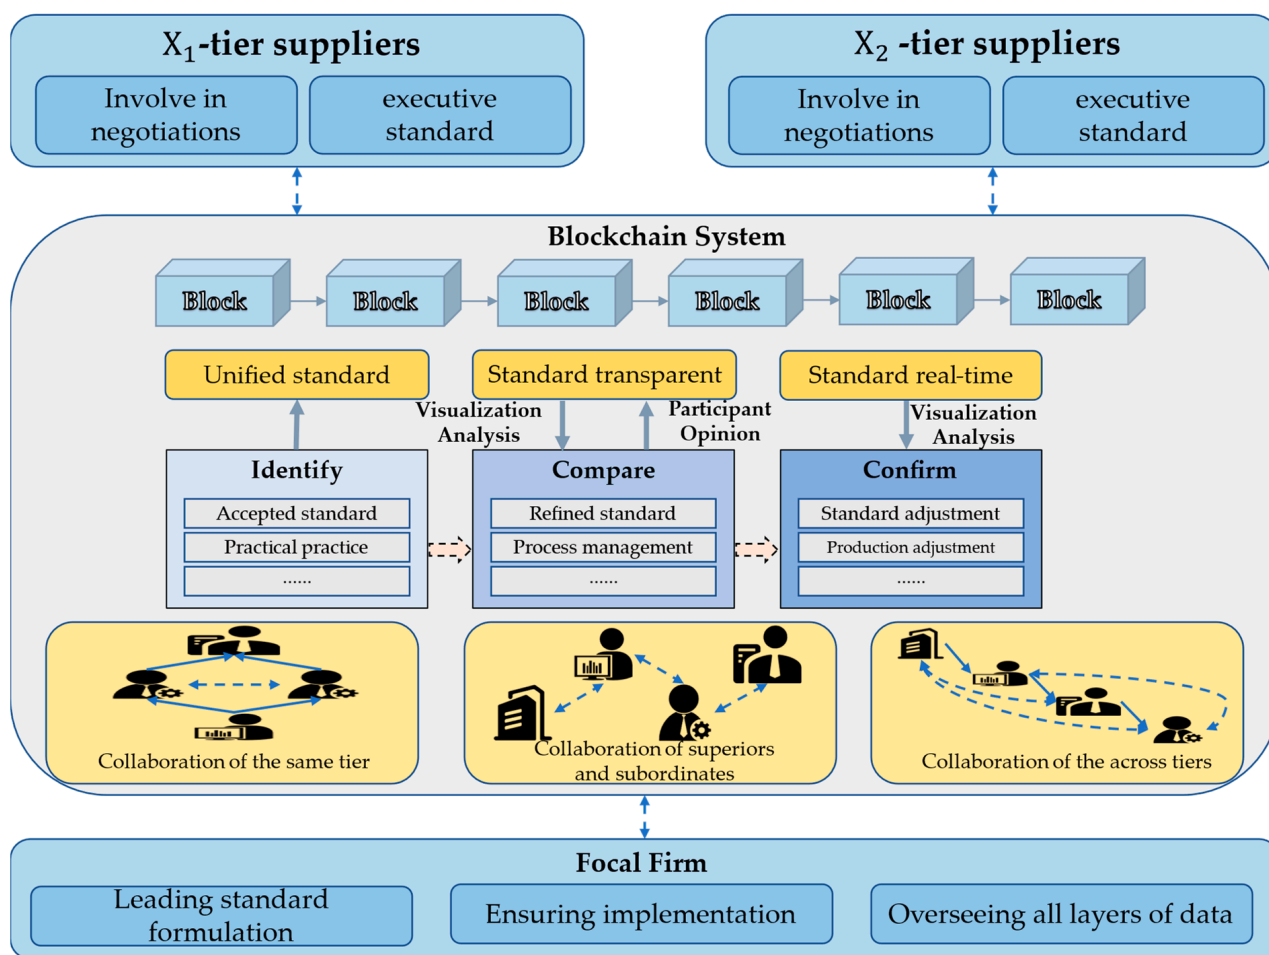 X₁-tier suppliers
Involve in
negotiations
executive
standard
X₂ -tier suppliers
Involve in
negotiations
executive
standard
Blockchain System
Block
Block
Block
Block
Block
Block
Unified standard
Standard transparent
Standard real-time
Visualization
Analysis
Participant
Opinion
Visualization
Analysis
Identify
Accepted standard
Practical practice
......
Compare
Refined standard
Process management
......
Confirm
Standard adjustment
Production adjustment
......
Collaboration of the same tier
Collaboration of superiors
and subordinates
Collaboration of the across tiers
Focal Firm
Leading standard
formulation
Ensuring implementation
Overseeing all layers of data